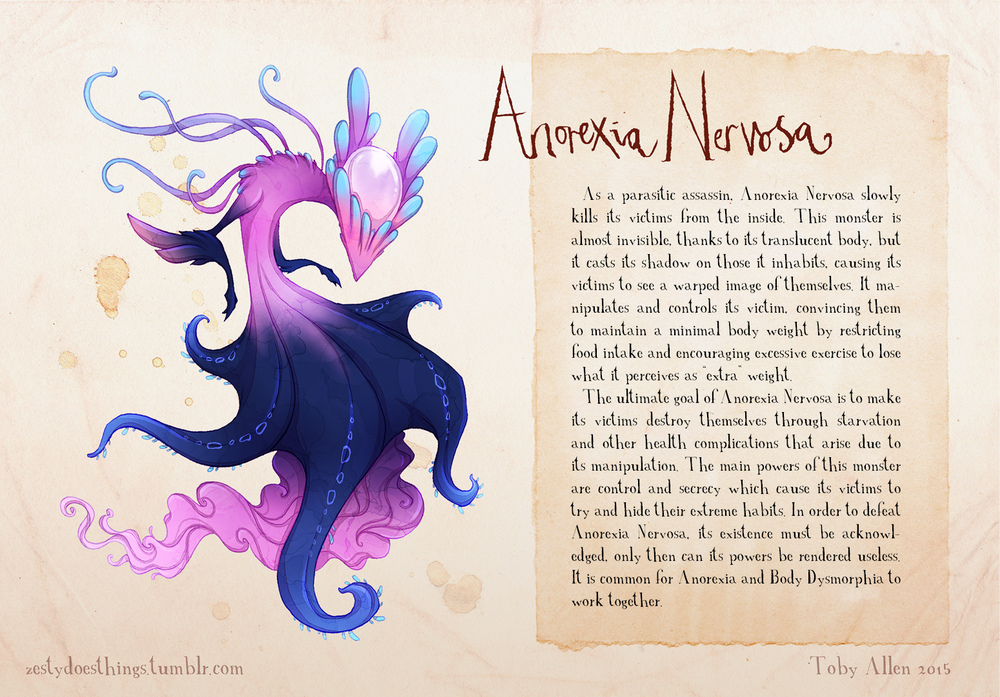 Anorexia Nervosa
As a parasitic assassin, Anorexia Nervosa slowly
kills its victims from the inside. This monster is
almost invisible, thanks to its translucent body, but
it casts its shadow on those it inhabits, causing its
victims to see a warped image of themselves. It ma-
nipulates and controls its victim, convincing them
to maintain a minimal body weight by restricting
food intake and encouraging excessive exercise to lose
what it perceives as "extra" weight.
The ultimate goal of Anorexia Nervosa is to make
its victims destroy themselves through starvation
and other health complications that arise due to
its manipulation. The main powers of this monster
are control and secrecy which cause its victims to
try and hide their extreme habits. In order to defeat
Anorexia Nervosa, its existence must be acknowl-
edged, only then can its powers be rendered useless.
It is common for Anorexia and Body Dysmorphia to
work together.
zestydoesthings.tumblr.com
Toby Allen 2015